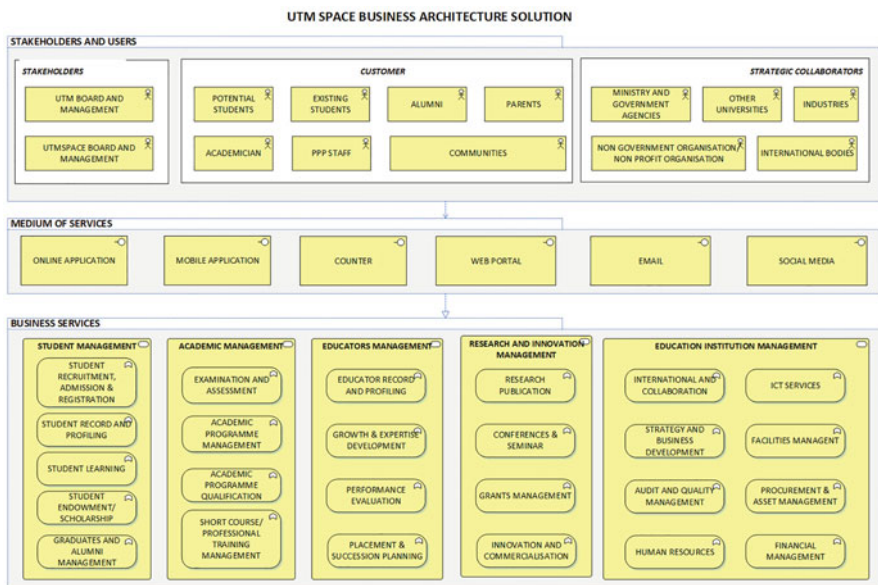 UTM SPACE BUSINESS ARCHITECTURE SOLUTION
STAKEHOLDERS AND USERS
STAKEHOLDERS
UTM BOARD AND
MANAGEMENT
UTMSPACE BOARD AND
MANAGEMENT
CUSTOMER
POTENTIAL
STUDENTS
EXISTING
STUDENTS
ALUMNI
PARENTS
ACADEMICIAN
PPP STAFF
COMMUNITIES
STRATEGIC COLLABORATORS
MINISTRY AND
GOVERNMENT
AGENCIES
OTHER
UNIVERSITIES
INDUSTRIES
NON GOVERNMENT ORGANISATION/
NON PROFIT ORGANISATION
INTERNATIONAL BODIES
MEDIUM OF SERVICES
ONLINE APPLICATION
MOBILE APPLICATION
COUNTER
WEB PORTAL
EMAIL
SOCIAL MEDIA
BUSINESS SERVICES
STUDENT MANAGEMENT
STUDENT
RECRUITMENT,
ADMISSION &
REGISTRATION
STUDENT RECORD AND
PROFILING
STUDENT LEARNING
STUDENT
ENDOWMENT/
SCHOLARSHIP
GRADUATES AND
ALUMNI
MANAGEMENT
ACADEMIC MANAGEMENT
EXAMINATION AND
ASSESSMENT
ACADEMIC
PROGRAMME
MANAGEMENT
ACADEMIC
PROGRAMME
QUALIFICATION
SHORT COURSE/
PROFESSIONAL
TRAINING
MANAGEMENT
EDUCATORS MANAGEMENT
EDUCATOR RECORD
AND PROFILING
GROWTH & EXPERTISE
DEVELOPMENT
PERFORMANCE
EVALUATION
PLACEMENT &
SUCCESSION PLANNING
RESEARCH AND INNOVATION
MANAGEMENT
RESEARCH
PUBLICATION
CONFERENCES &
SEMINAR
GRANTS MANAGEMENT
INNOVATION AND
COMMERCIALISATION
EDUCATION INSTITUTION MANAGEMENT
INTERNATIONAL AND
COLLABORATION
ICT SERVICES
STRATEGY AND
BUSINESS
DEVELOPMENT
FACILITIES MANAGENT
AUDIT AND QUALITY
MANAGEMENT
PROCUREMENT &
ASSET MANAGEMENT
HUMAN RESOURCES
FINANCIAL
MANAGEMENT